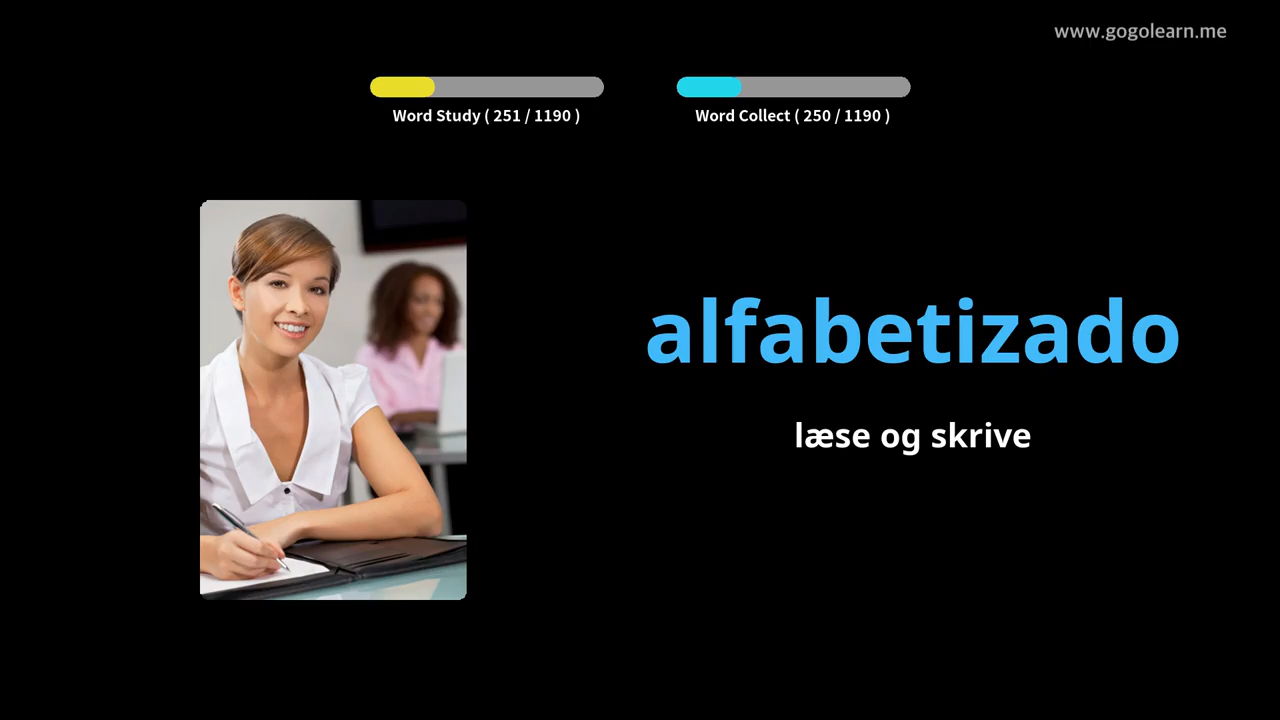 www.gogolearn.me
Word Study ( 251 / 1190 )
Word Collect ( 250 / 1190 )
alfabetizado
læse og skrive